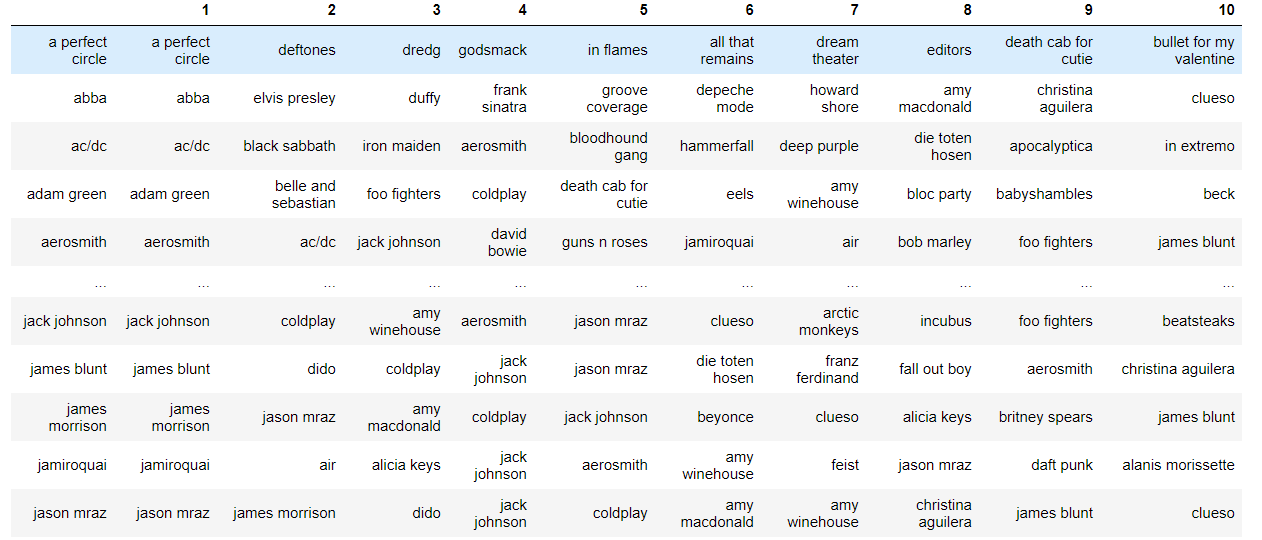 1 2 3 4 5 6 7 8 9 10
a perfect circle a perfect circle deftones dredg godsmack in flames all that remains dream theater editors death cab for cutie bullet for my valentine
abba abba elvis presley duffy frank sinatra groove coverage depeche mode howard shore amy macdonald christina aguilera clueso
ac/dc ac/dc black sabbath iron maiden aerosmith bloodhound gang hammerfall deep purple die toten hosen apocalyptica in extremo
adam green adam green belle and sebastian foo fighters coldplay death cab for cutie eels amy winehouse bloc party babyshambles beck
aerosmith aerosmith ac/dc jack johnson david bowie guns n roses jamiroquai air bob marley foo fighters james blunt
... ... ... ... ... ... ... ... ... ... ...
jack johnson jack johnson coldplay amy winehouse aerosmith jason mraz clueso arctic monkeys incubus foo fighters beatsteaks
james blunt james blunt dido coldplay jack johnson jason mraz die toten hosen franz ferdinand fall out boy aerosmith christina aguilera
james morrison james morrison jason mraz amy macdonald coldplay jack johnson beyonce clueso alicia keys britney spears james blunt
jamiroquai jamiroquai air alicia keys jack johnson aerosmith amy winehouse feist jason mraz daft punk alanis morissette
jason mraz jason mraz james morrison dido jack johnson coldplay amy macdonald amy winehouse christina aguilera james blunt clueso